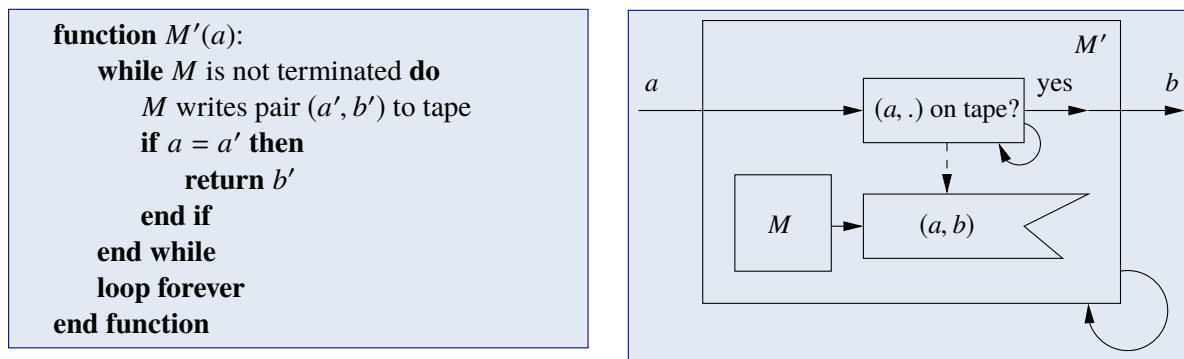 function M′(a):
while M is not terminated do
M writes pair (a′, b′) to tape
if a = a′ then
return b′
end if
end while
loop forever
end function
M′
a
(a, .) on tape?
yes
b
M
(a, b)